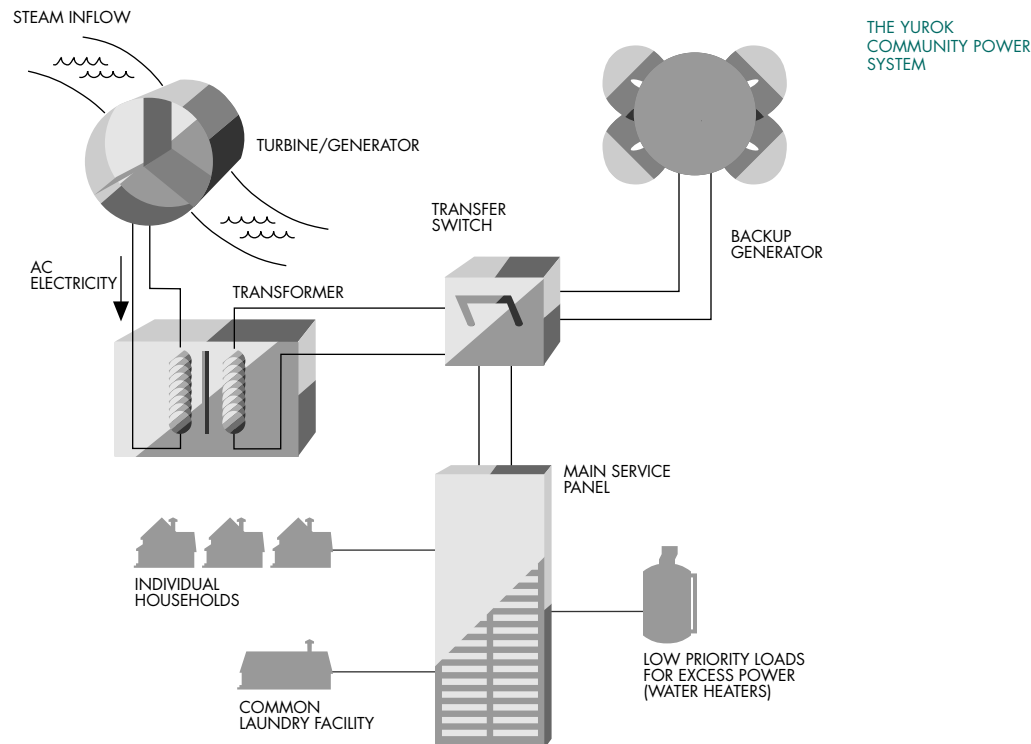 STEAM INFLOW
THE YUROK
COMMUNITY POWER
SYSTEM
TURBINE/GENERATOR
TRANSFER
SWITCH
BACKUP
GENERATOR
AC
ELECTRICITY
TRANSFORMER
MAIN SERVICE
PANEL
INDIVIDUAL
HOUSEHOLDS
LOW PRIORITY LOADS
FOR EXCESS POWER
(WATER HEATERS)
COMMON
LAUNDRY FACILITY